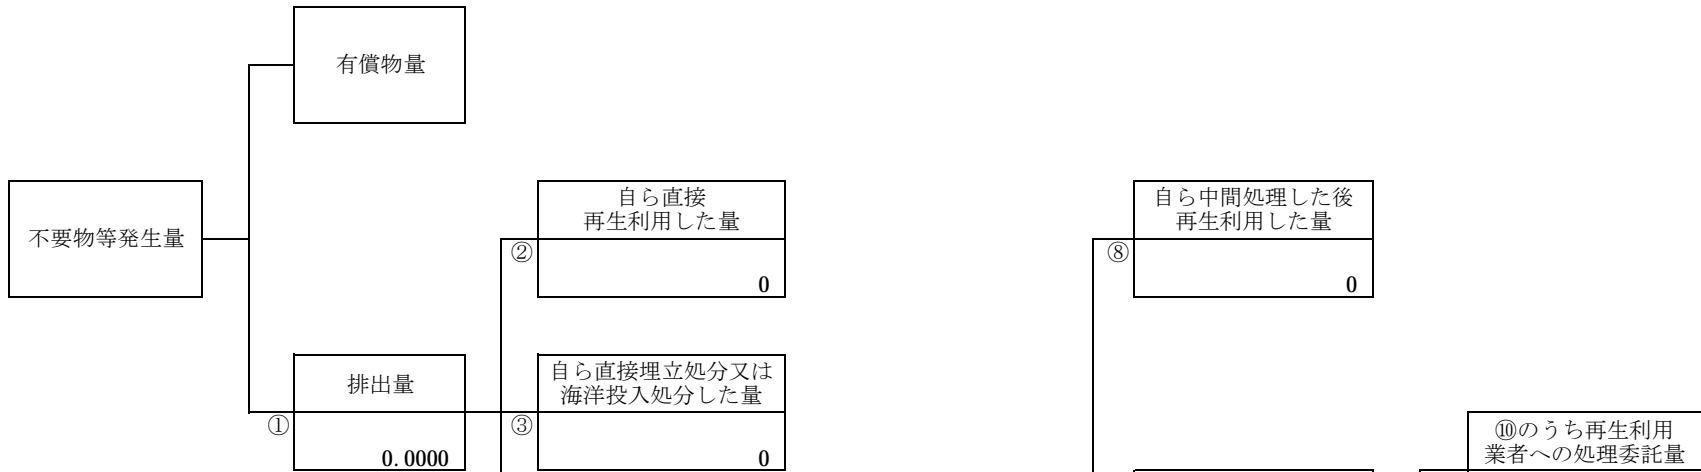 有償物量
不要物等発生量
自ら直接
再生利用した量
②
0
自ら中間処理した後
再生利用した量
⑧
0
排出量
①
0.0000
自ら直接埋立処分又は
海洋投入処分した量
③
0
⑩のうち再生利用
業者への処理委託量